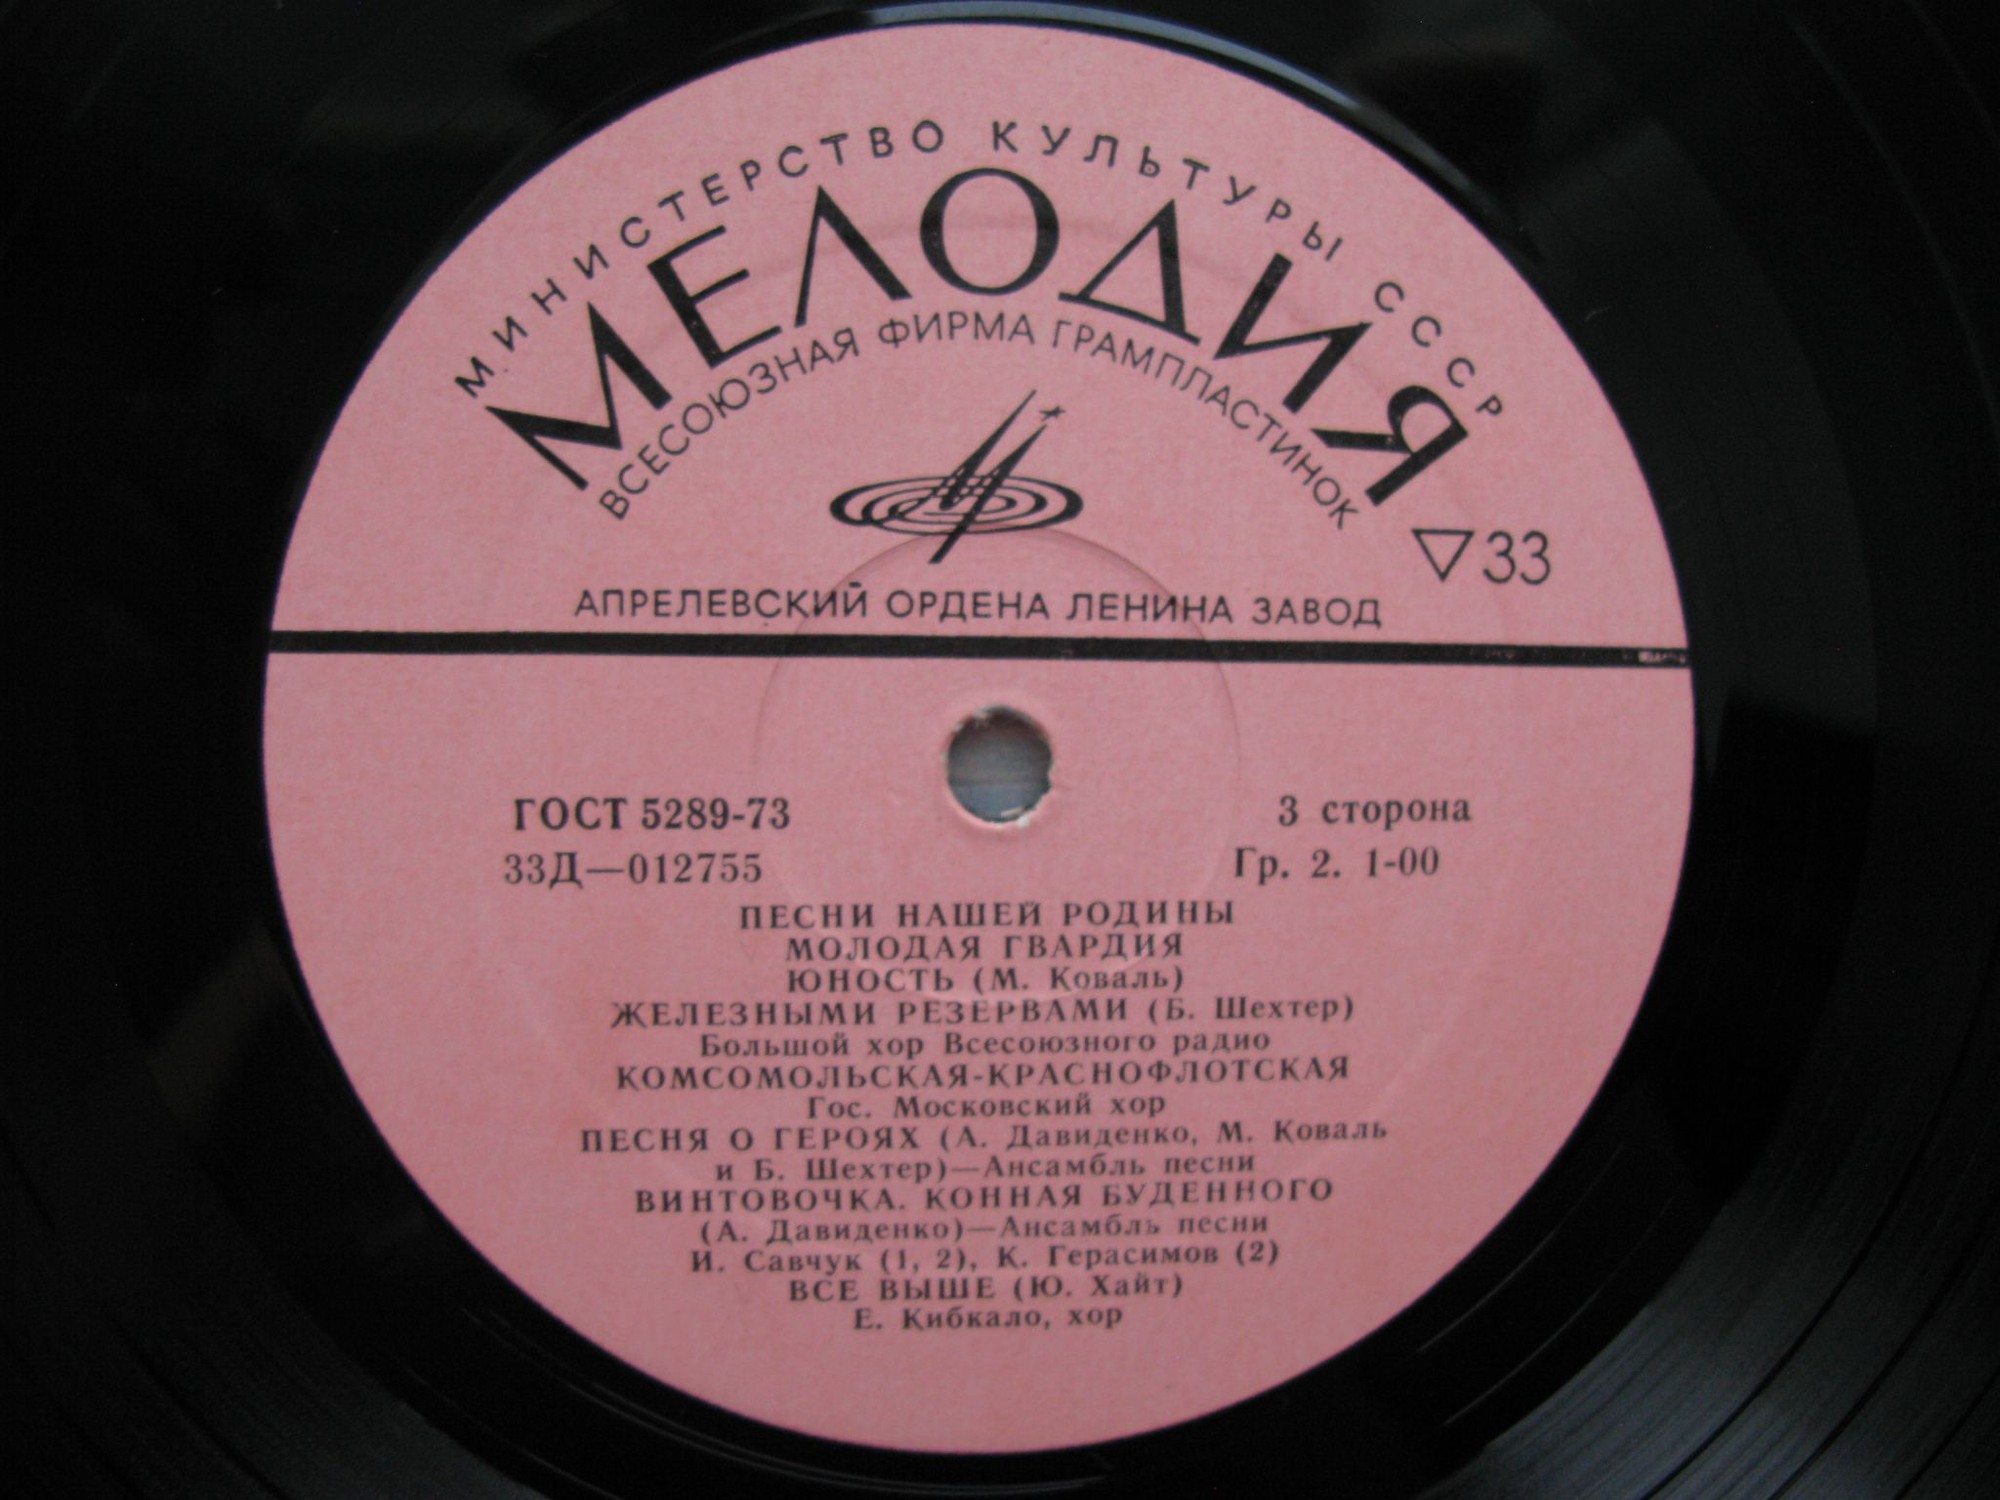 МИНИСТЕРСТВО КУЛЬТУРЫ СССР
МЕЛОДИЯ
ВСЕСОЮЗНАЯ ФИРМА ГРАМПЛАСТИНОК
▽33
АПРЕЛЕВСКИЙ ОРДЕНА ЛЕНИНА ЗАВОД
ГОСТ 5289-73
3 сторона
33Д—012755
Гр. 2. 1-00
ПЕСНИ НАШЕЙ РОДИНЫ
МОЛОДАЯ ГВАРДИЯ
ЮНОСТЬ (М. Коваль)
ЖЕЛЕЗНЫМИ РЕЗЕРВАМИ (Б. Шехтер)
Большой хор Всесоюзного радио
КОМСОМОЛЬСКАЯ-КРАСНОФЛОТСКАЯ
Гос. Московский хор
ПЕСНЯ О ГЕРОЯХ (А. Давиденко, М. Коваль
и Б. Шехтер)—Ансамбль песни
ВИНТОВОЧКА. КОННАЯ БУДЕННОГО
(А. Давиденко)—Ансамбль песни
И. Савчук (1, 2), К. Герасимов (2)
ВСЕ ВЫШЕ (Ю. Хайт)
Е. Кибкало, хор